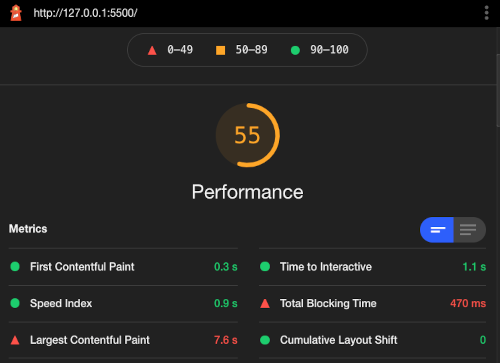 http://127.0.0.1:5500/
0–49 50–89 90–100
55
Performance
Metrics
First Contentful Paint 0.3 s Time to Interactive 1.1 s
Speed Index 0.9 s Total Blocking Time 470 ms
Largest Contentful Paint 7.6 s Cumulative Layout Shift 0